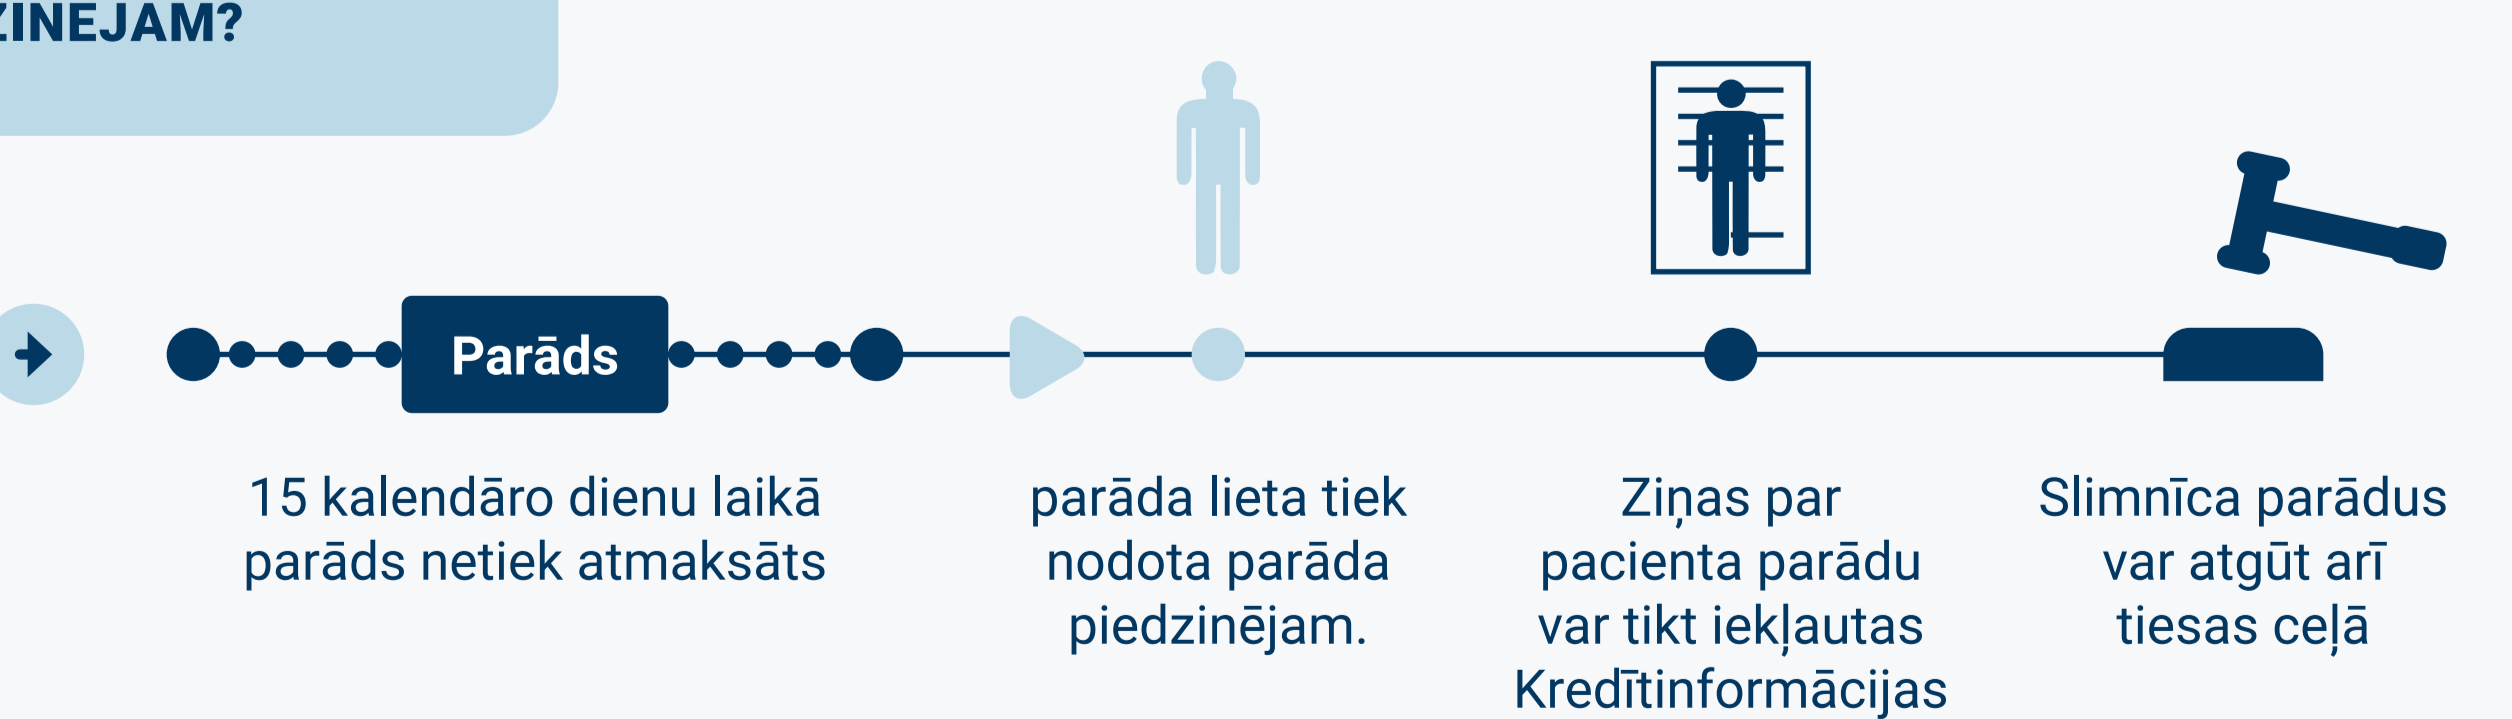 ZINEJAM?
Parāds
15 kalendāro dienu laikā
parāds netiek atmaksāts
parāda lieta tiek
nodota parāda
piedzinējam.
Ziņas par
pacienta parādu
var tikt iekļautas
Kredītinformācijas
Slimnīca parādus
var atgūt arī
tiesas ceļā